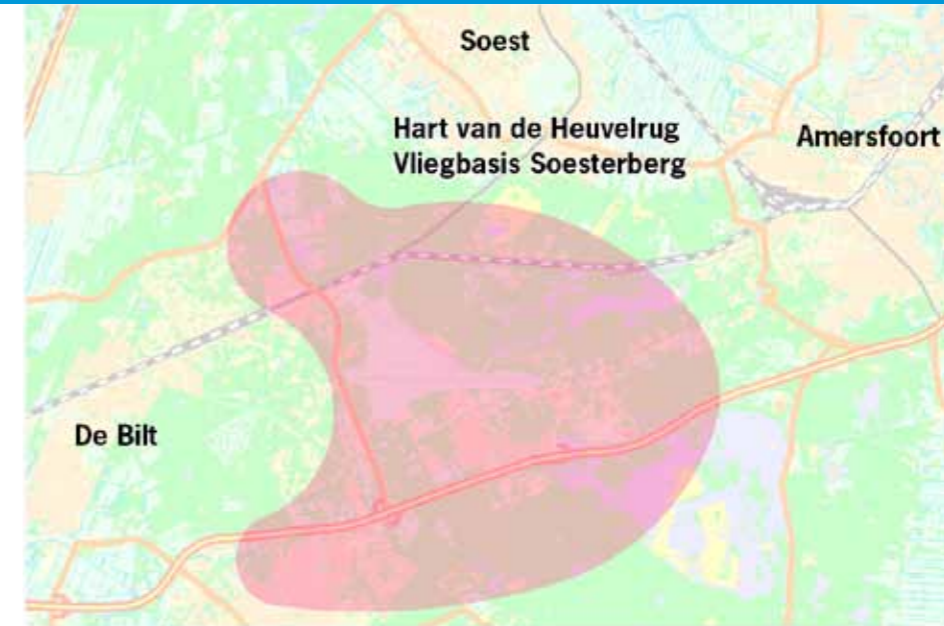 Soest
Hart van de Heuvelrug
Vliegbasis Soesterberg
Amersfoort
De Bilt